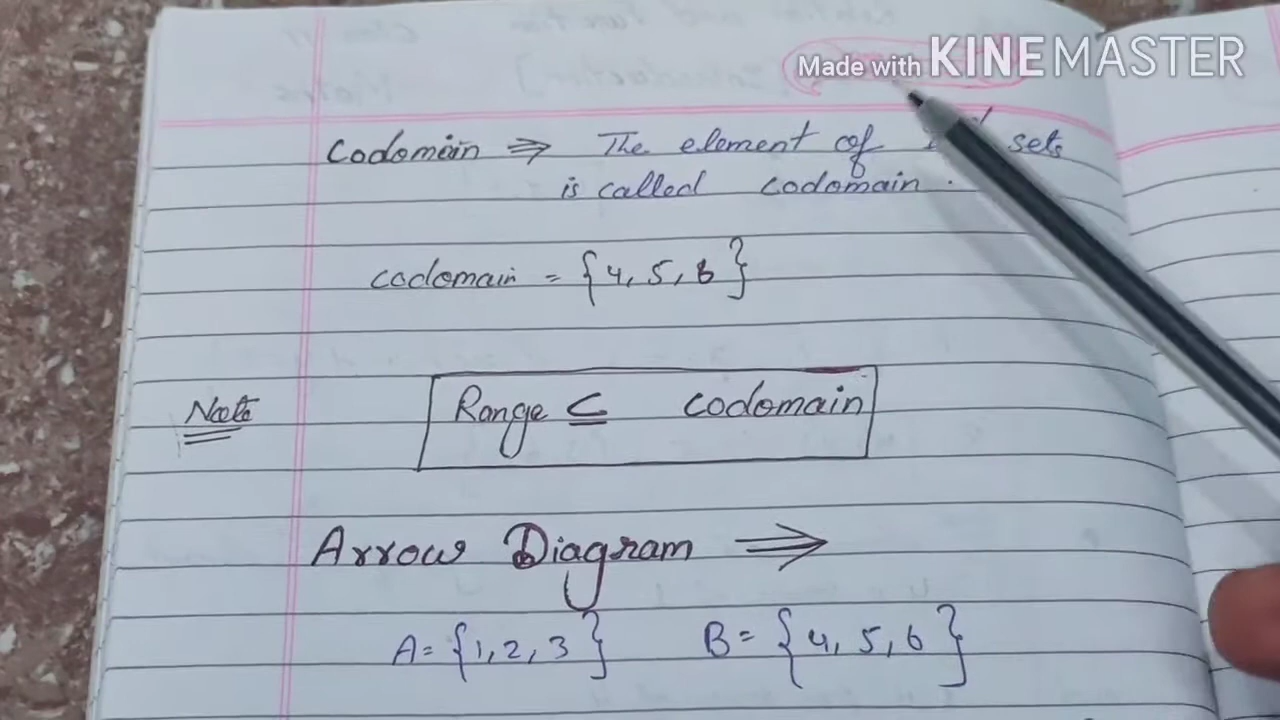 Made with KINEMASTER
Codomain ⇒ The element of sets
is called codomain.
codomain = {4, 5, 6}
Note
Range ⊆ codomain
Arrow Diagram ⇒
A = {1, 2, 3} B = {4, 5, 6}